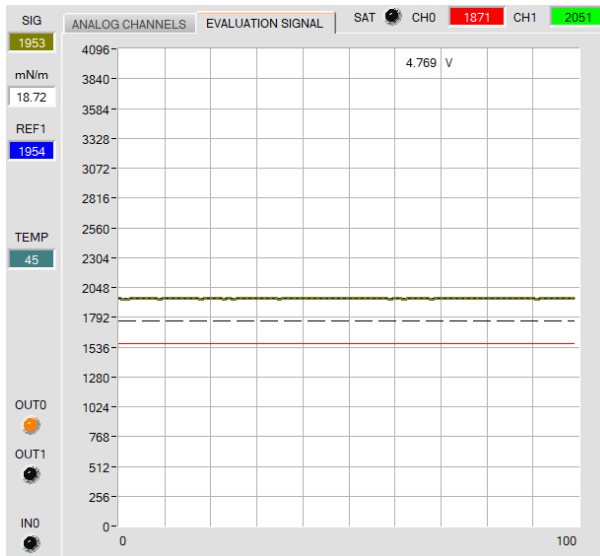 SIG
1953
mN/m
18.72
REF1
1954
TEMP
45
OUT0
OUT1
IN0
ANALOG CHANNELS EVALUATION SIGNAL SAT CH0 1871 CH1 2051
4.769 V
4096
3840
3584
3328
3072
2816
2560
2304
2048
1792
1536
1280
1024
768
512
256
0
0 100